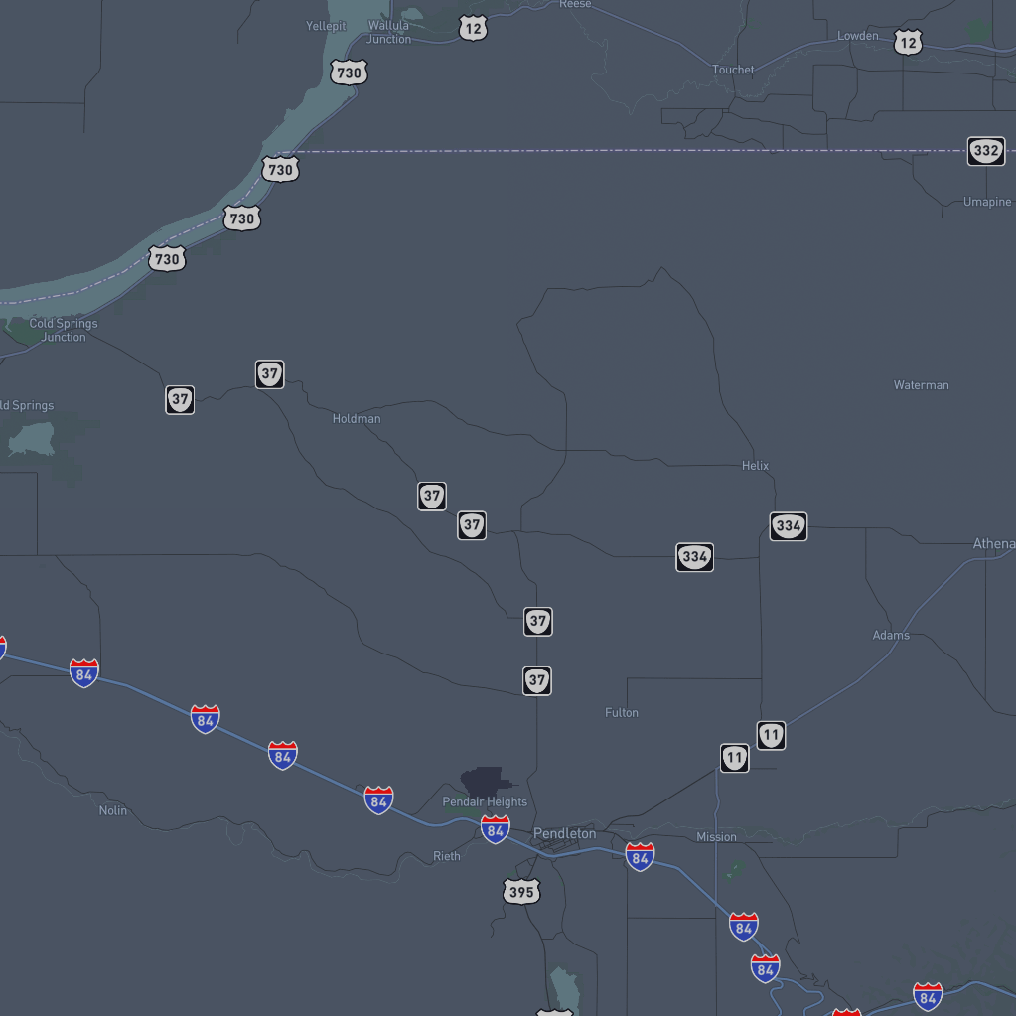 Reese
Yellepit
Wallula
Junction
12
Lowden
12
730
Touchet
332
730
Umapine
730
730
Cold Springs
Junction
37
37
Waterman
ld Springs
Holdman
Helix
37
37
334
334
Athena
37
Adams
84
37
84
Fulton
11
84
11
84
Pendair Heights
Nolin
84
Pendleton
Mission
Rieth
84
395
84
84
84